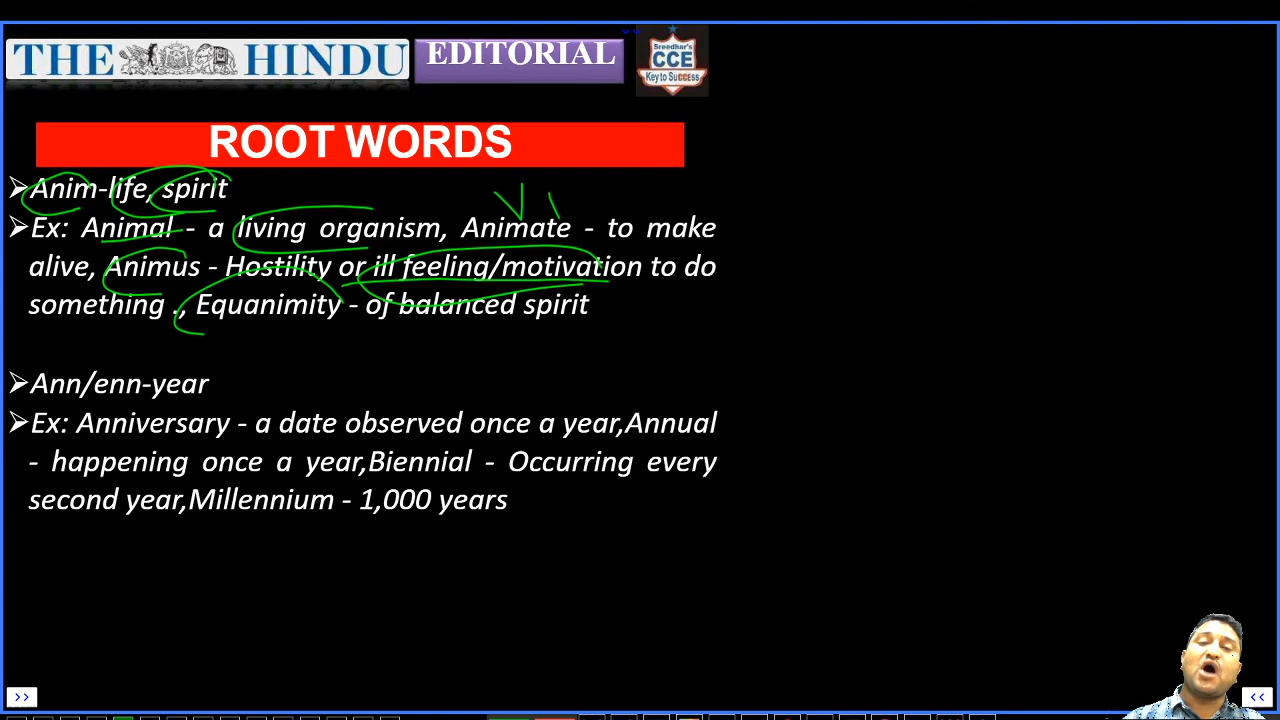 THE HINDU
EDITORIAL
Sreedhar's
CCE
Key to SuCCEss
ROOT WORDS
➢Anim-life, spirit
➢Ex: Animal - a living organism, Animate - to make
alive, Animus - Hostility or ill feeling/motivation to do
something ., Equanimity - of balanced spirit
V
➢Ann/enn-year
➢Ex: Anniversary - a date observed once a year,Annual
- happening once a year,Biennial - Occurring every
second year,Millennium - 1,000 years
>>
<<